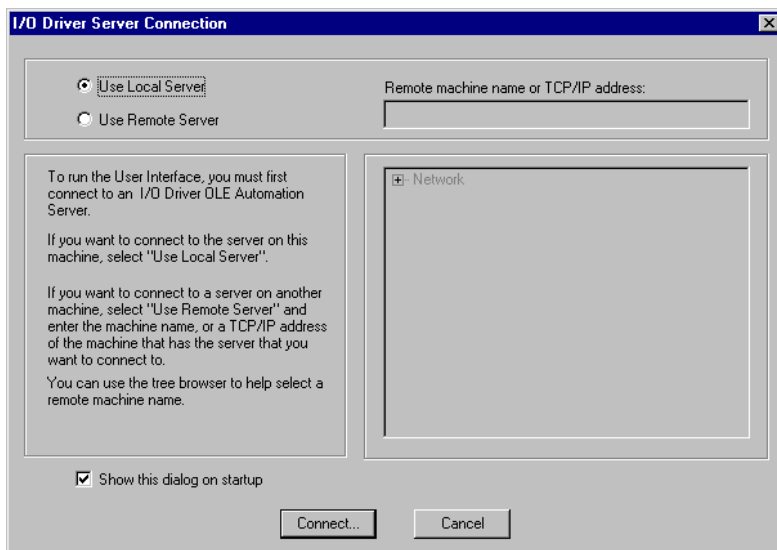 I/O Driver Server Connection
Use Local Server
Use Remote Server
Remote machine name or TCP/IP address:
To run the User Interface, you must first
connect to an I/O Driver OLE Automation
Server.
If you want to connect to the server on this
machine, select "Use Local Server".
If you want to connect to a server on another
machine, select "Use Remote Server" and
enter the machine name, or a TCP/IP address
of the machine that has the server that you
want to connect to.
You can use the tree browser to help select a
remote machine name.
Network
Show this dialog on startup
Connect...
Cancel